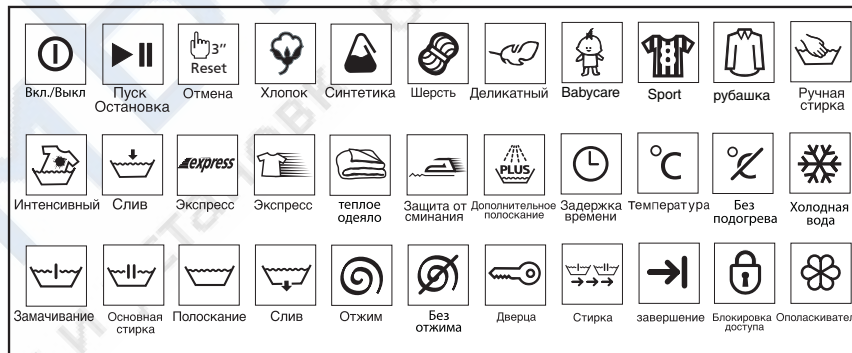 3″
Reset
Вкл./Выкл
Пуск
Остановка
Отмена
Хлопок
Синтетика
Шерсть
Деликатный
Babycare
Sport
рубашка
Ручная
стирка
express
PLUS
°C
Интенсивный
Слив
Экспресс
Экспресс
теплое
одеяло
Защита от
сминания
Дополнительное
полоскание
Задержка
времени
Температура
Без
подогрева
Холодная
вода
Замачивание
Основная
стирка
Полоскание
Слив
Отжим
Без
отжима
Дверца
Стирка
завершение
Блокировка
доступа